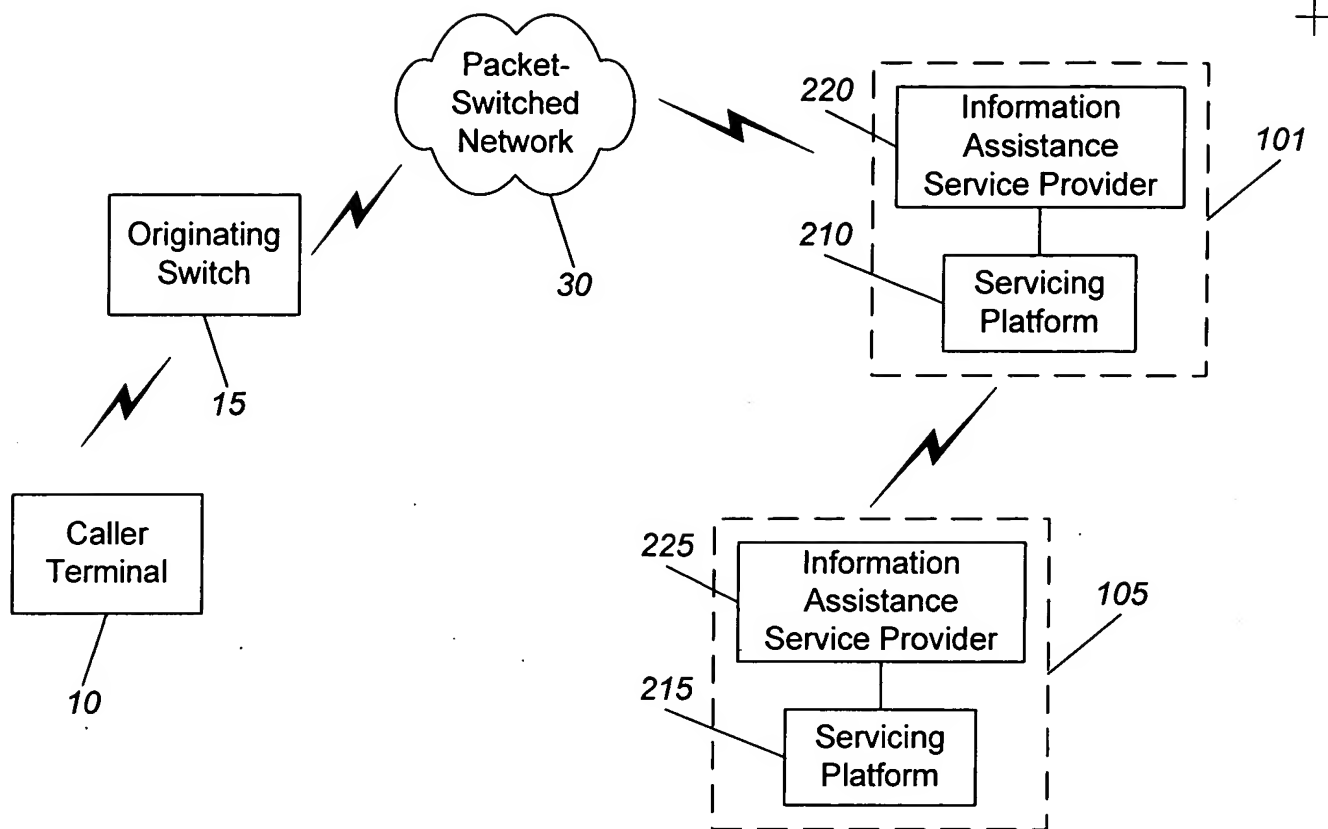 Packet-
Switched
Network
30
Originating
Switch
15
Caller
Terminal
10
220
Information
Assistance
Service Provider
101
210
Servicing
Platform
225
Information
Assistance
Service Provider
105
215
Servicing
Platform